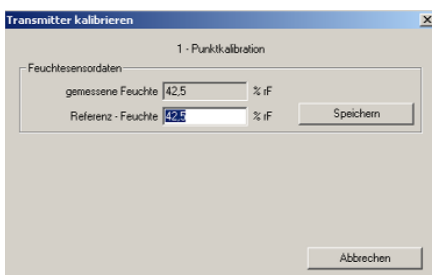 Transmitter kalibrieren
1 - Punktkalibration
Feuchtesensordaten
gemessene Feuchte 42,5 % rF
Referenz - Feuchte 42,5 % rF
Speichern
Abbrechen